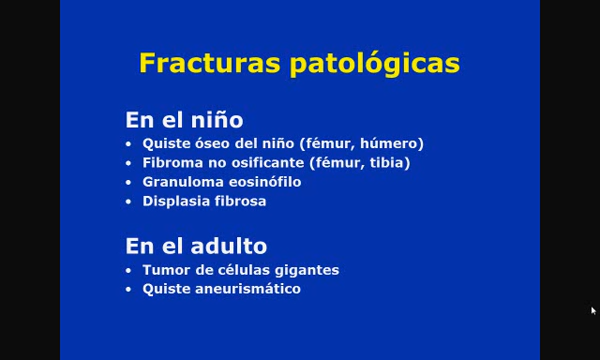 Fracturas patológicas
En el niño
• Quiste óseo del niño (fémur, húmero)
• Fibroma no osificante (fémur, tibia)
• Granuloma eosinófilo
• Displasia fibrosa
En el adulto
• Tumor de células gigantes
• Quiste aneurismático